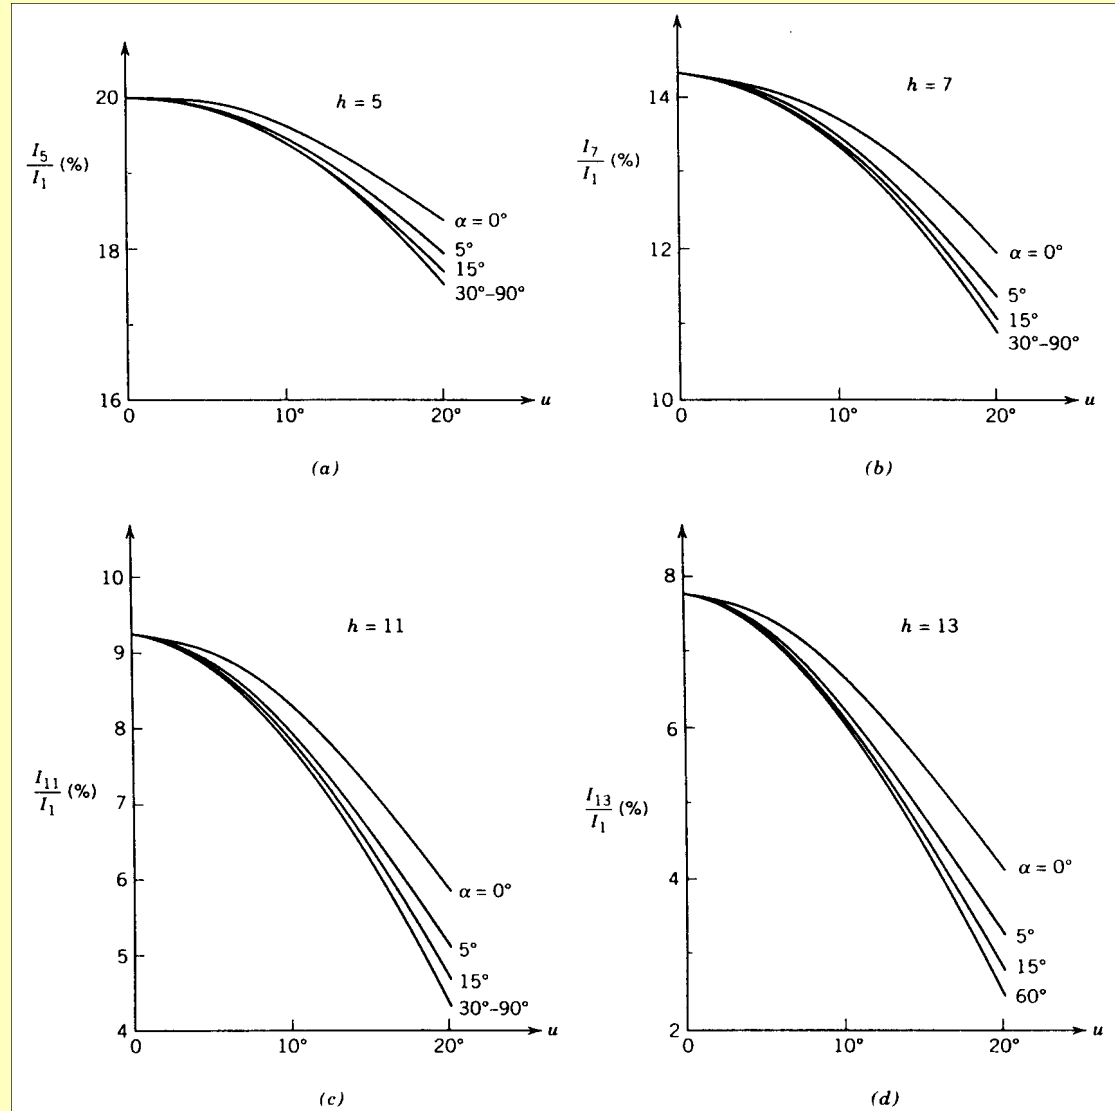 h = 5
20
18
16
I5/I1 (%)
α = 0°
5°
15°
30°–90°
0
10°
20°
u
(a)
h = 7
14
12
10
I7/I1 (%)
α = 0°
5°
15°
30°–90°
0
10°
20°
u
(b)
h = 11
10
9
8
7
6
5
4
I11/I1 (%)
α = 0°
5°
15°
30°–90°
0
10°
20°
u
(c)
h = 13
8
6
4
2
I13/I1 (%)
α = 0°
5°
15°
60°
0
10°
20°
u
(d)